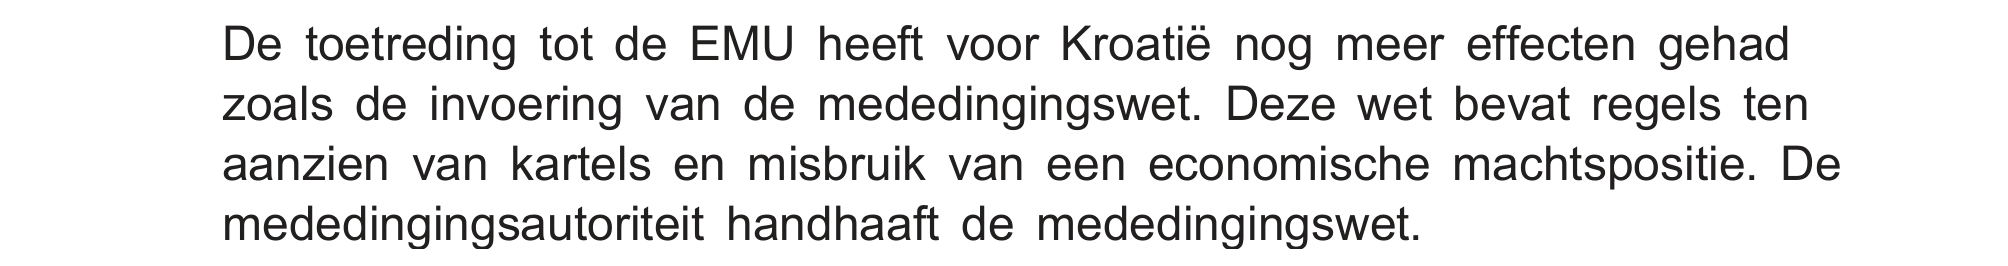 De toetreding tot de EMU heeft voor Kroatië nog meer effecten gehad
zoals de invoering van de mededingingswet. Deze wet bevat regels ten
aanzien van kartels en misbruik van een economische machtspositie. De
mededingingsautoriteit handhaaft de mededingingswet.